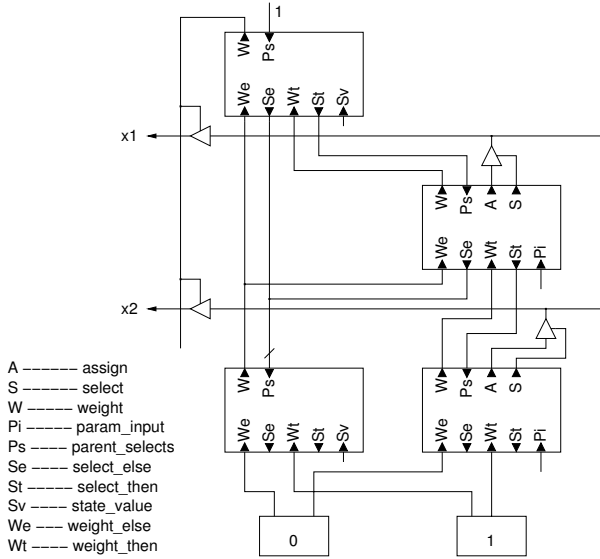 1
W Ps
We Se Wt St Sv
x1
W Ps A S
We Se Wt St Pi
x2
W Ps
We Se Wt St Sv
W Ps A S
We Se Wt St Pi
A ------ assign
S ------ select
W ----- weight
Pi ----- param_input
Ps ----- parent_selects
Se ---- select_else
St ----- select_then
Sv ---- state_value
We --- weight_else
Wt ---- weight_then
0
1